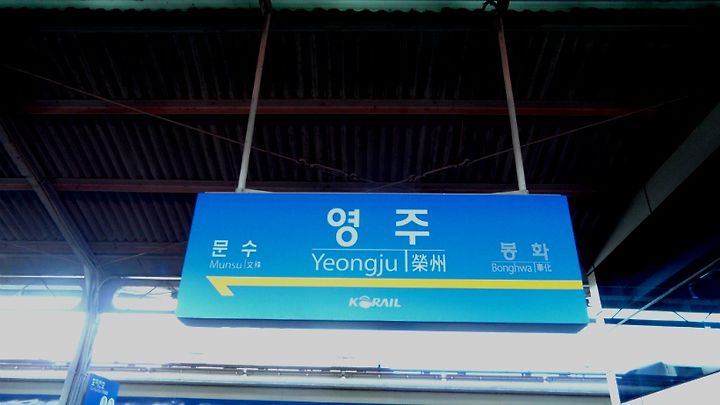 영주
Yeongju 榮州
문수
Munsu 文殊
봉화
Bonghwa 奉化
KORAIL